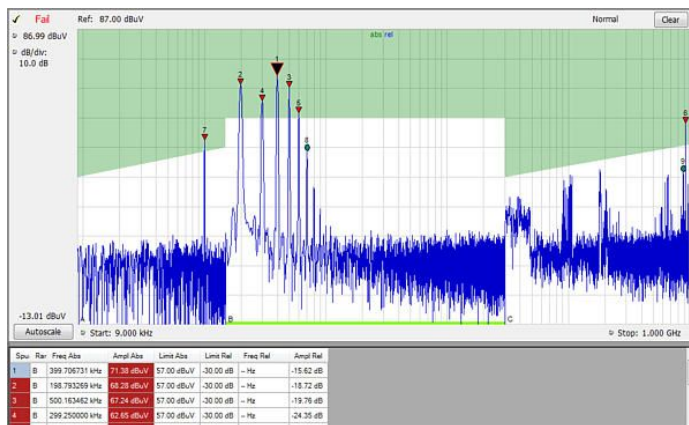 Fail
Ref: 87.00 dBuV
Normal
Clear
86.99 dBuV
dB/div:
10.0 dB
abs rel
1
2
3
4
5
6
7
8
9
-13.01 dBuV
A
B
C
Autoscale
Start: 9.000 kHz
Stop: 1.000 GHz
Spu Rar Freq Abs Ampl Abs Limit Abs Limit Rel Freq Rel Ampl Rel
1 B 399.706731 kHz 71.38 dBuV 57.00 dBuV -30.00 dB -- Hz -15.62 dB
2 B 198.793269 kHz 68.28 dBuV 57.00 dBuV -30.00 dB -- Hz -18.72 dB
3 B 500.163462 kHz 67.24 dBuV 57.00 dBuV -30.00 dB -- Hz -19.76 dB
4 B 299.250000 kHz 62.65 dBuV 57.00 dBuV -30.00 dB -- Hz -24.35 dB